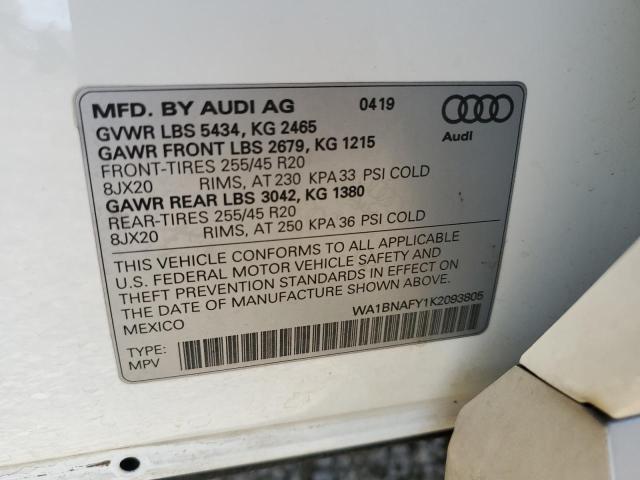 MFD. BY AUDI AG 0419
GVWR LBS 5434, KG 2465
GAWR FRONT LBS 2679, KG 1215
FRONT-TIRES 255/45 R20
8JX20 RIMS, AT 230 KPA 33 PSI COLD
GAWR REAR LBS 3042, KG 1380
REAR-TIRES 255/45 R20
8JX20 RIMS, AT 250 KPA 36 PSI COLD
Audi
THIS VEHICLE CONFORMS TO ALL APPLICABLE
U.S. FEDERAL MOTOR VEHICLE SAFETY AND
THEFT PREVENTION STANDARDS IN EFFECT ON
THE DATE OF MANUFACTURE SHOWN ABOVE.
MEXICO
WA1BNAFY1K2093805
TYPE:
MPV